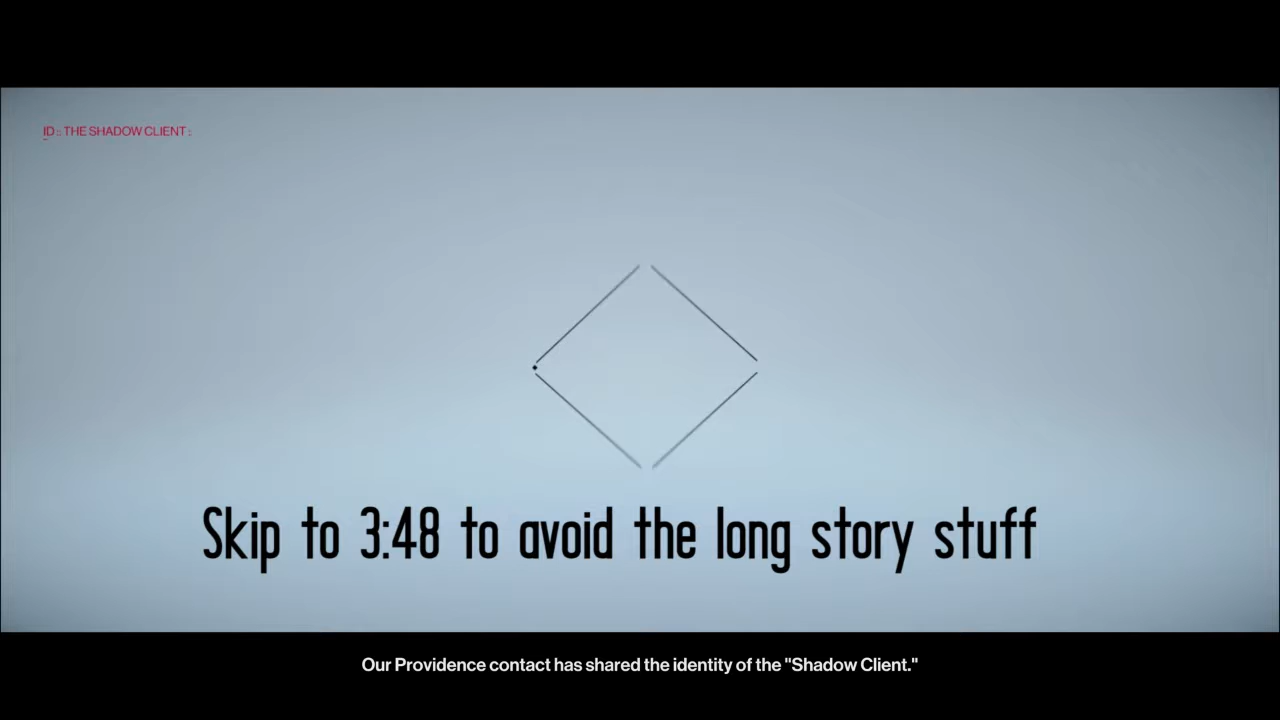 ID :: THE SHADOW CLIENT :
Skip to 3:48 to avoid the long story stuff
Our Providence contact has shared the identity of the "Shadow Client."